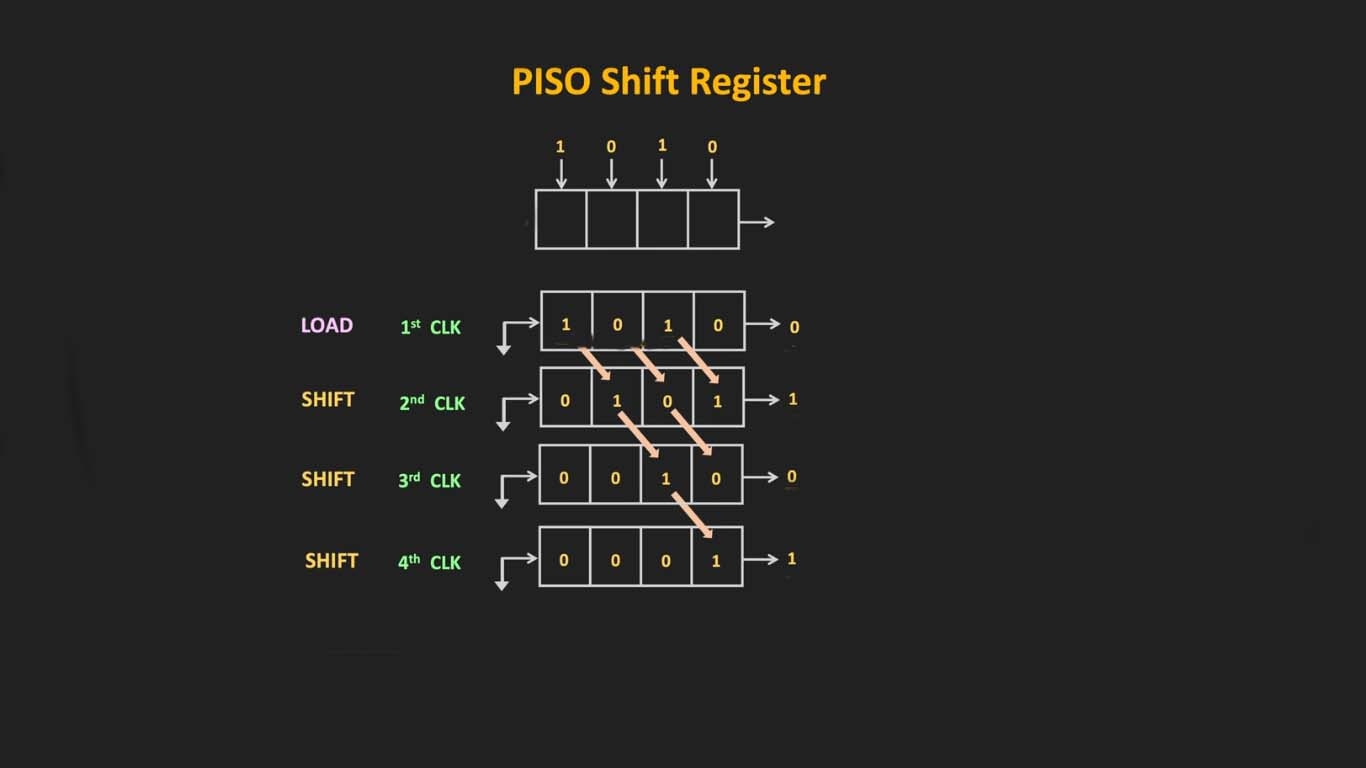 PISO Shift Register
1 0 1 0
LOAD 1st CLK 1 0 1 0 0
SHIFT 2nd CLK 0 1 0 1 1
SHIFT 3rd CLK 0 0 1 0 0
SHIFT 4th CLK 0 0 0 1 1